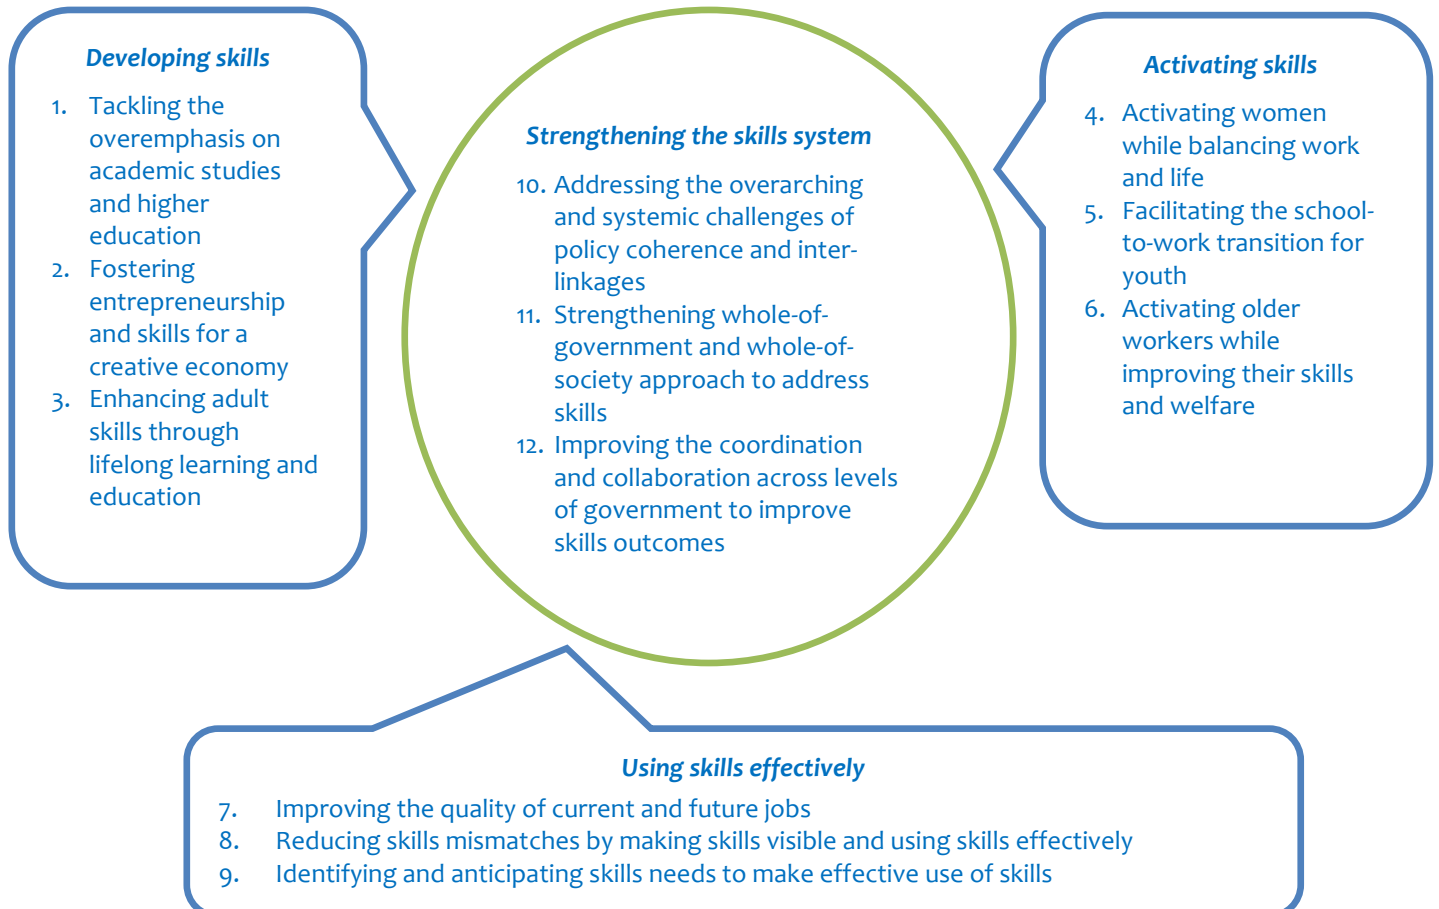 Developing skills
1. Tackling the
overemphasis on
academic studies
and higher
education
2. Fostering
entrepreneurship
and skills for a
creative economy
3. Enhancing adult
skills through
lifelong learning and
education
Strengthening the skills system
10. Addressing the overarching
and systemic challenges of
policy coherence and inter-
linkages
11. Strengthening whole-of-
government and whole-of-
society approach to address
skills
12. Improving the coordination
and collaboration across levels
of government to improve
skills outcomes
Activating skills
4. Activating women
while balancing work
and life
5. Facilitating the school-
to-work transition for
youth
6. Activating older
workers while
improving their skills
and welfare
Using skills effectively
7. Improving the quality of current and future jobs
8. Reducing skills mismatches by making skills visible and using skills effectively
9. Identifying and anticipating skills needs to make effective use of skills